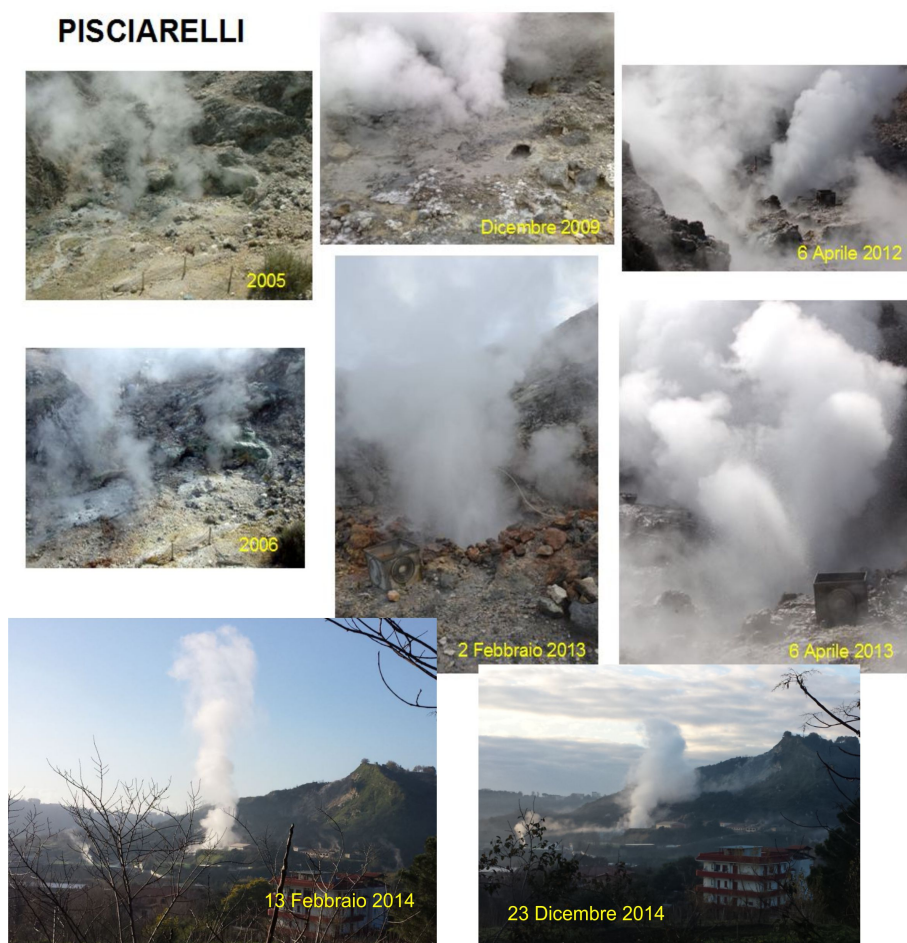 PISCIARELLI
2005
Dicembre 2009
6 Aprile 2012
2006
2 Febbraio 2013
6 Aprile 2013
13 Febbraio 2014
23 Dicembre 2014